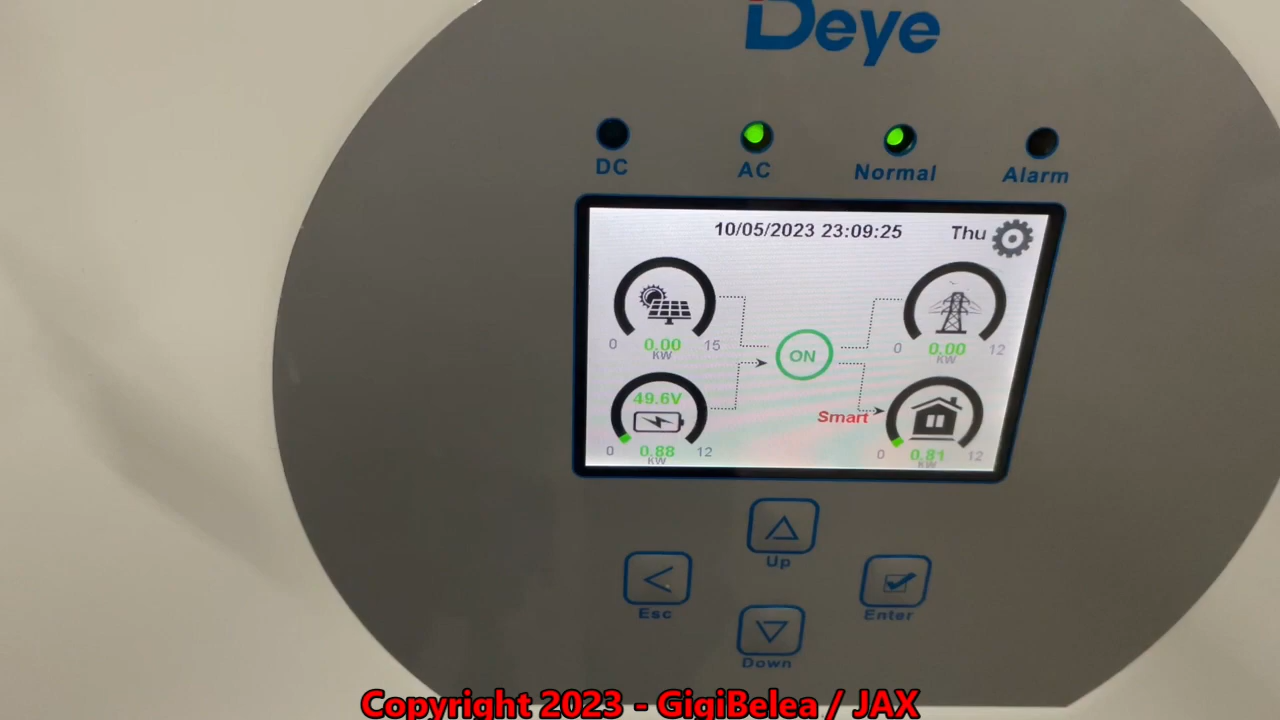 Deye
DC AC Normal Alarm
10/05/2023 23:09:25 Thu
0 0.00 15
KW
ON
0 0.00 12
KW
49.6V
0 0.88 12
KW
Smart
0 0.81 12
KW
Up
Esc
Enter
Down
Copyright 2023 - GigiBelea / JAX